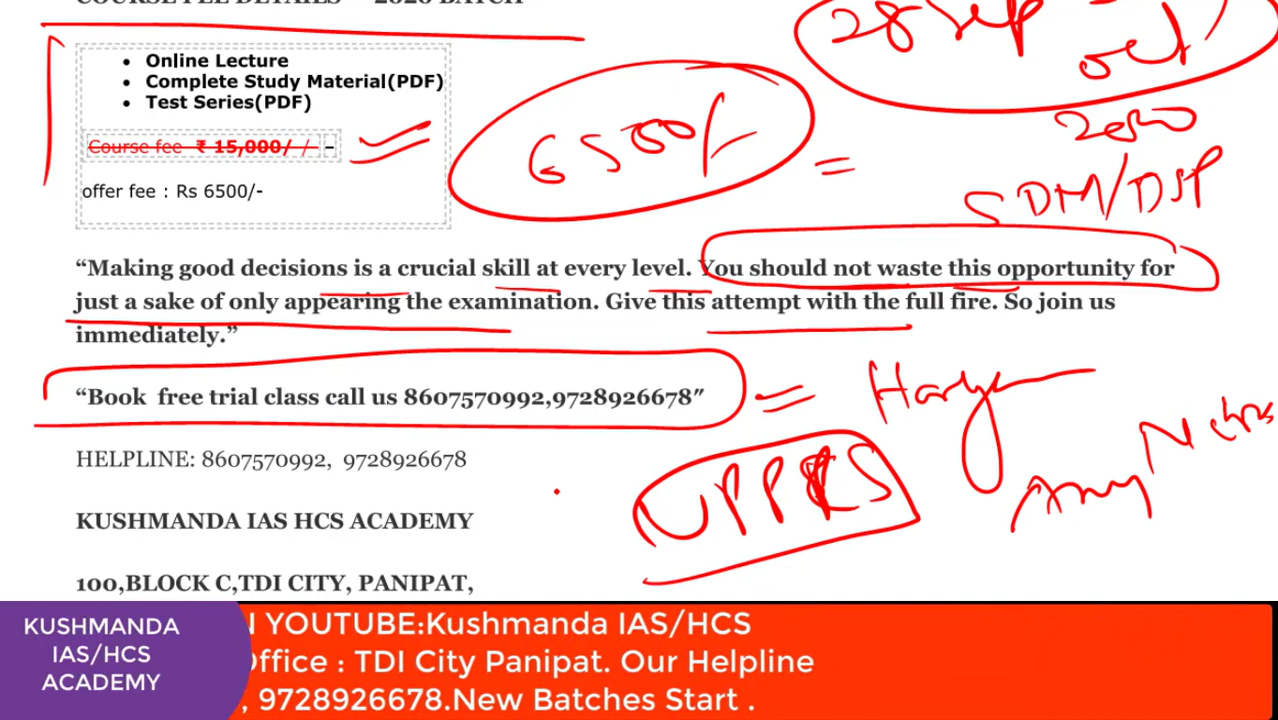 COURSE FEE DETAILS 2020 BATCH
28 Sep
oct
• Online Lecture
• Complete Study Material(PDF)
• Test Series(PDF)
Course fee ₹ 15,000/ / –
6500/-
=
Zero
offer fee : Rs 6500/-
SDM/DSP
“Making good decisions is a crucial skill at every level. You should not waste this opportunity for
just a sake of only appearing the examination. Give this attempt with the full fire. So join us
immediately.”
“Book free trial class call us 8607570992,9728926678″
=
HELPLINE: 8607570992, 9728926678
KUSHMANDA IAS HCS ACADEMY
100,BLOCK C,TDI CITY, PANIPAT,
KUSHMANDA
IAS/HCS
ACADEMY
N YOUTUBE:Kushmanda IAS/HCS
Office : TDI City Panipat. Our Helpline
, 9728926678.New Batches Start .